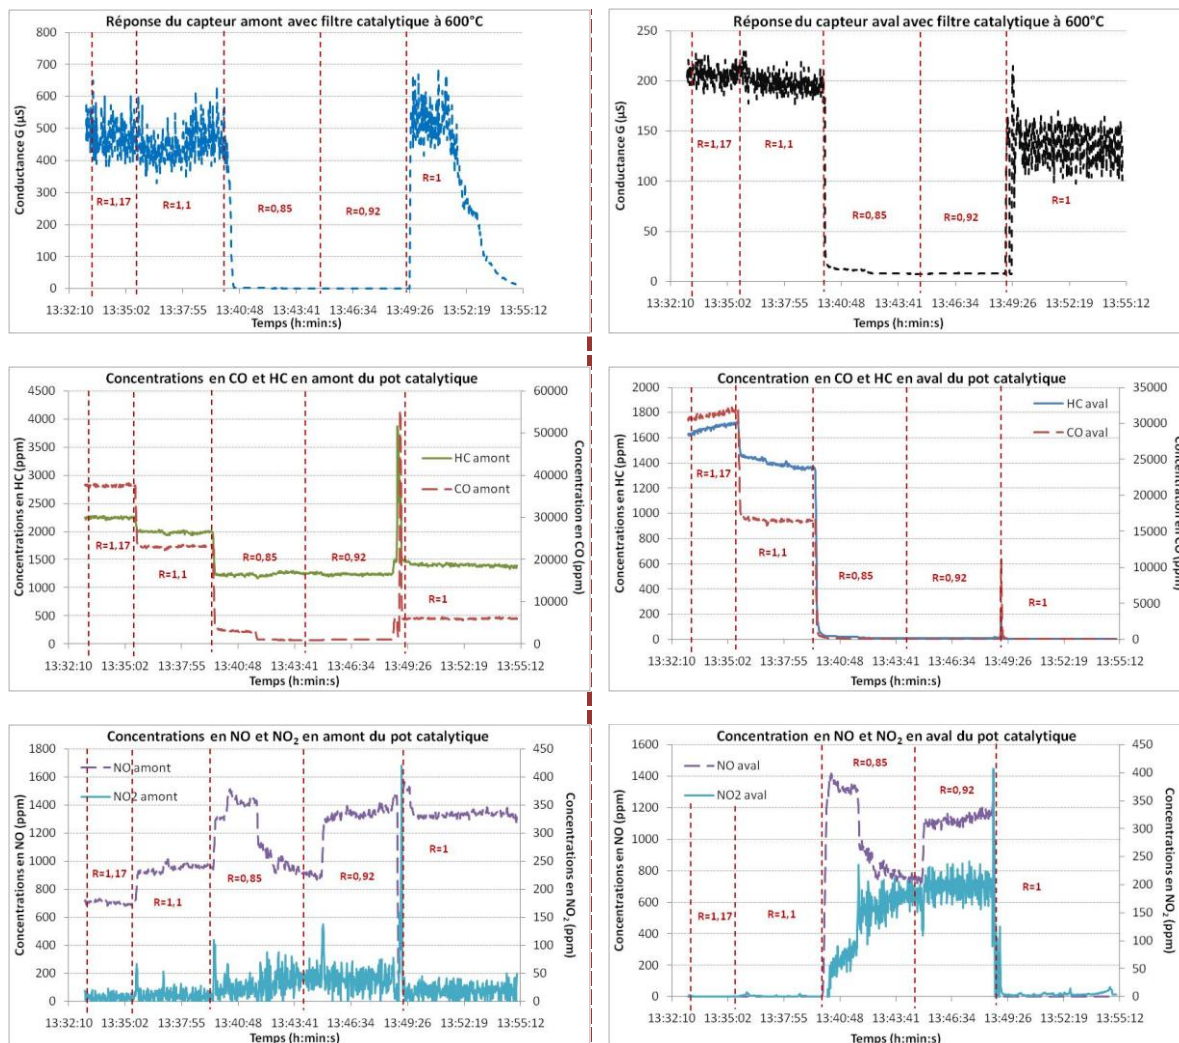 Réponse du capteur amont avec filtre catalytique à 600°C
Conductance G (µS)
800
700
600
500
400
300
200
100
0
R=1,17
R=1,1
R=0,85
R=0,92
R=1
13:32:10 13:35:02 13:37:55 13:40:48 13:43:41 13:46:34 13:49:26 13:52:19 13:55:12
Temps (h:min:s)
Réponse du capteur aval avec filtre catalytique à 600°C
Conductance G (µS)
250
200
150
100
50
0
R=1,17
R=1,1
R=0,85
R=0,92
R=1
13:32:10 13:35:02 13:37:55 13:40:48 13:43:41 13:46:34 13:49:26 13:52:19 13:55:12
Temps (h:min:s)
Concentrations en CO et HC en amont du pot catalytique
Concentrations en HC (ppm)
4500
4000
3500
3000
2500
2000
1500
1000
500
0
HC amont
CO amont
R=1,17
R=1,1
R=0,85
R=0,92
R=1
60000
50000
40000
30000
20000
10000
0
Concentration en CO (ppm)
13:32:10 13:35:02 13:37:55 13:40:48 13:43:41 13:46:34 13:49:26 13:52:19 13:55:12
Temps (h:min:s)
Concentration en CO et HC en aval du pot catalytique
Concentrations en HC (ppm)
2000
1800
1600
1400
1200
1000
800
600
400
200
0
HC aval
CO aval
R=1,17
R=1,1
R=0,85
R=0,92
R=1
35000
30000
25000
20000
15000
10000
5000
0
Concentration en CO (ppm)
13:32:10 13:35:02 13:37:55 13:40:48 13:43:41 13:46:34 13:49:26 13:52:19 13:55:12
Temps (h:min:s)
Concentrations en NO et NO₂ en amont du pot catalytique
Concentrations en NO (ppm)
1800
1600
1400
1200
1000
800
600
400
200
0
NO amont
NO2 amont
R=1,17
R=1,1
R=0,85
R=0,92
R=1
450
400
350
300
250
200
150
100
50
0
Concentrations en NO₂ (ppm)
13:32:10 13:35:02 13:37:55 13:40:48 13:43:41 13:46:34 13:49:26 13:52:19 13:55:12
Temps (h:min:s)
Concentration en NO et NO₂ en aval du pot catalytique
Concentrations en NO (ppm)
1600
1400
1200
1000
800
600
400
200
0
NO aval
NO2 aval
R=1,17
R=1,1
R=0,85
R=0,92
R=1
450
400
350
300
250
200
150
100
50
0
Concentrations en NO₂ (ppm)
13:32:10 13:35:02 13:37:55 13:40:48 13:43:41 13:46:34 13:49:26 13:52:19 13:55:12
Temps (h:min:s)